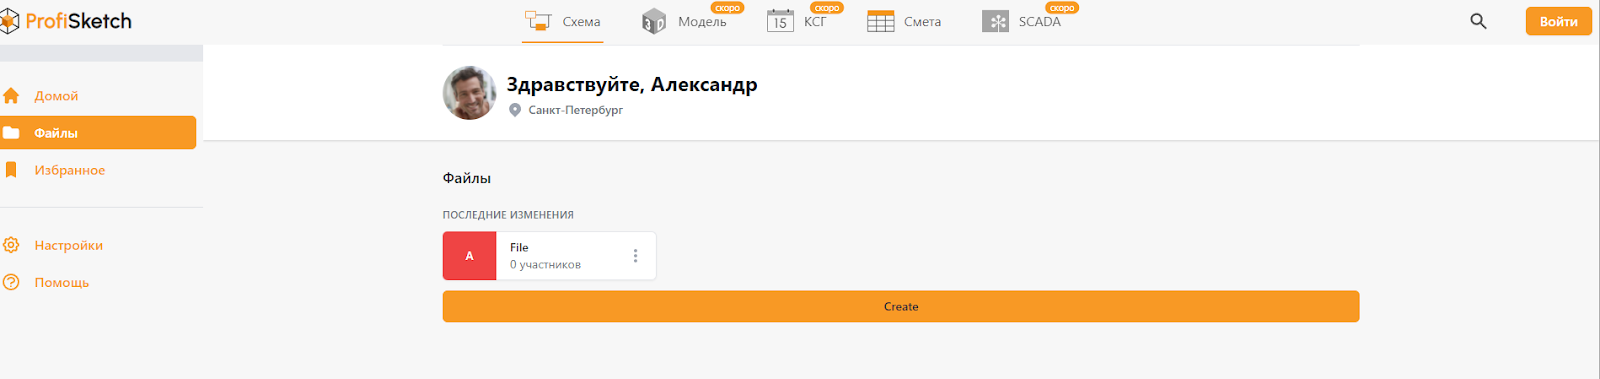 ProfiSketch
Схема
Модель
скоро
15
КСГ
скоро
Смета
SCADA
скоро
Войти
Домой
Файлы
Избранное
Настройки
Помощь
Здравствуйте, Александр
Санкт-Петербург
Файлы
ПОСЛЕДНИЕ ИЗМЕНЕНИЯ
A
File
0 участников
Create